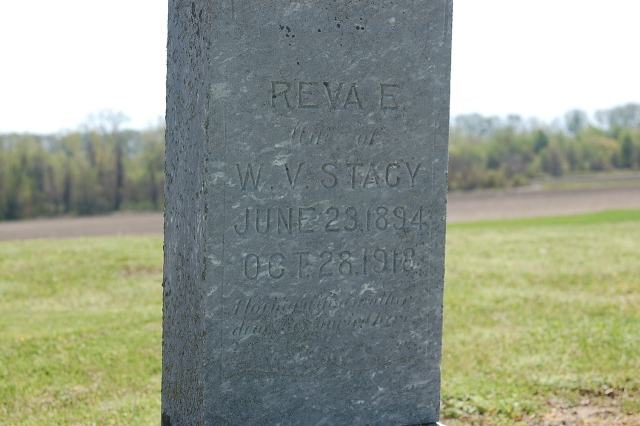 REVA E.
Wife of
W. V. STACY
JUNE 23, 1894
OCT. 28, 1918